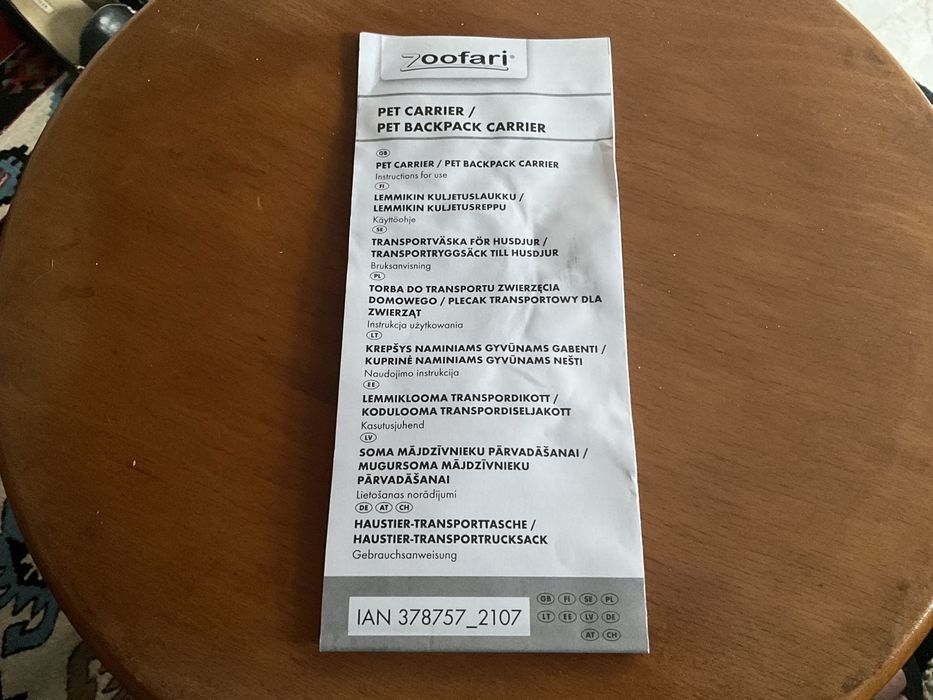 zoofari®
PET CARRIER /
PET BACKPACK CARRIER
GB
PET CARRIER / PET BACKPACK CARRIER
Instructions for use
FI
LEMMIKIN KULJETUSLAUKKU /
LEMMIKIN KULJETUSREPPU
Käyttöohje
SE
TRANSPORTVÄSKA FÖR HUSDJUR /
TRANSPORTRYGGSÄCK TILL HUSDJUR
Bruksanvisning
PL
TORBA DO TRANSPORTU ZWIERZĘCIA
DOMOWEGO / PLECAK TRANSPORTOWY DLA
ZWIERZĄT
Instrukcja użytkowania
LT
KREPŠYS NAMINIAMS GYVŪNAMS GABENTI /
KUPRINĖ NAMINIAMS GYVŪNAMS NEŠTI
Naudojimo instrukcija
EE
LEMMIKLOOMA TRANSPORDIKOTT /
KODULOOMA TRANSPORDISELJAKOTT
Kasutusjuhend
LV
SOMA MĀJDZĪVNIEKU PĀRVADĀŠANAI /
MUGURSOMA MĀJDZĪVNIEKU
PĀRVADĀŠANAI
Lietošanas norādījumi
DE AT CH
HAUSTIER-TRANSPORTTASCHE /
HAUSTIER-TRANSPORTRUCKSACK
Gebrauchsanweisung
IAN 378757_2107
GB FI SE PL
LT EE LV DE
AT CH